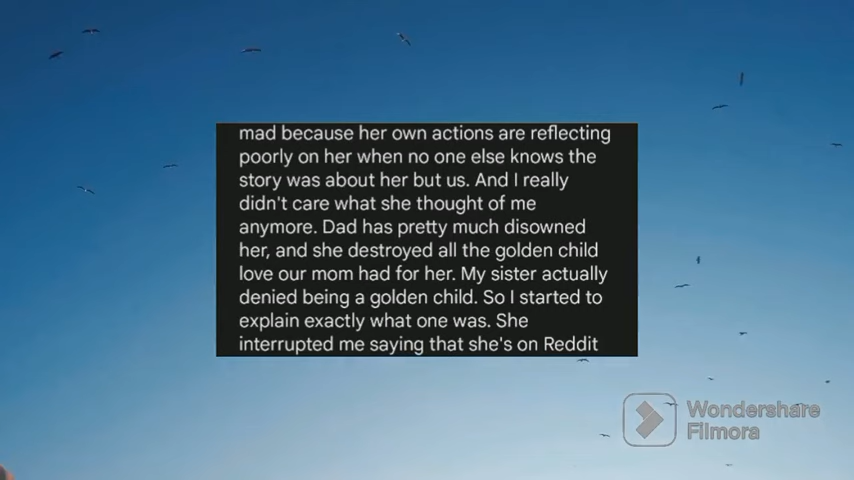 mad because her own actions are reflecting
poorly on her when no one else knows the
story was about her but us. And I really
didn't care what she thought of me
anymore. Dad has pretty much disowned
her, and she destroyed all the golden child
love our mom had for her. My sister actually
denied being a golden child. So I started to
explain exactly what one was. She
interrupted me saying that she's on Reddit
Wondershare
Filmora